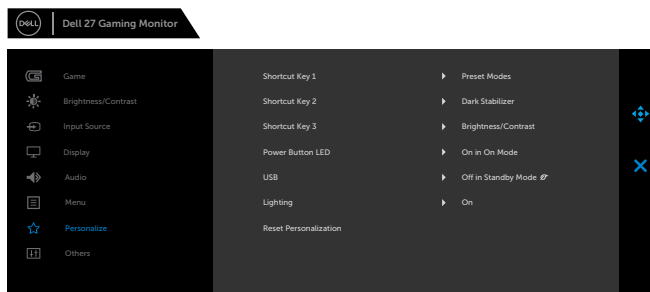 DELL
Dell 27 Gaming Monitor
Game
Brightness/Contrast
Input Source
Display
Audio
Menu
Personalize
Others
Shortcut Key 1 Preset Modes
Shortcut Key 2 Dark Stabilizer
Shortcut Key 3 Brightness/Contrast
Power Button LED On in On Mode
USB Off in Standby Mode
Lighting On
Reset Personalization